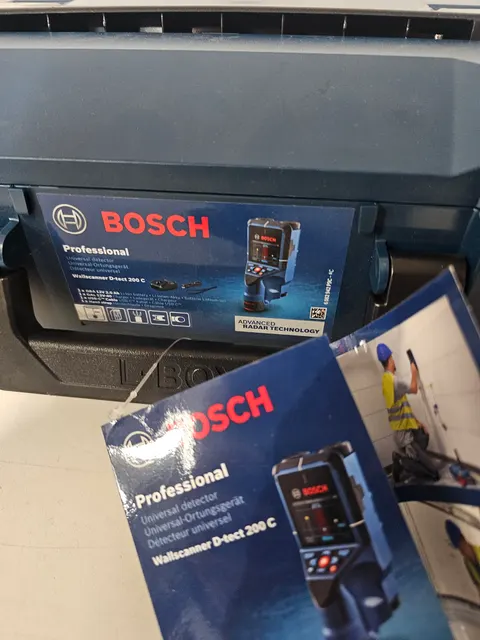 BOSCH
Professional
Universal detector
Universal-Ortungsgerät
Détecteur universel
Wallscanner D-tect 200 C
ADVANCED
RADAR TECHNOLOGY
L-BOXX
BOSCH
Professional
Universal detector
Universal-Ortungsgerät
Détecteur universel
Wallscanner D-tect 200 C
BOSCH